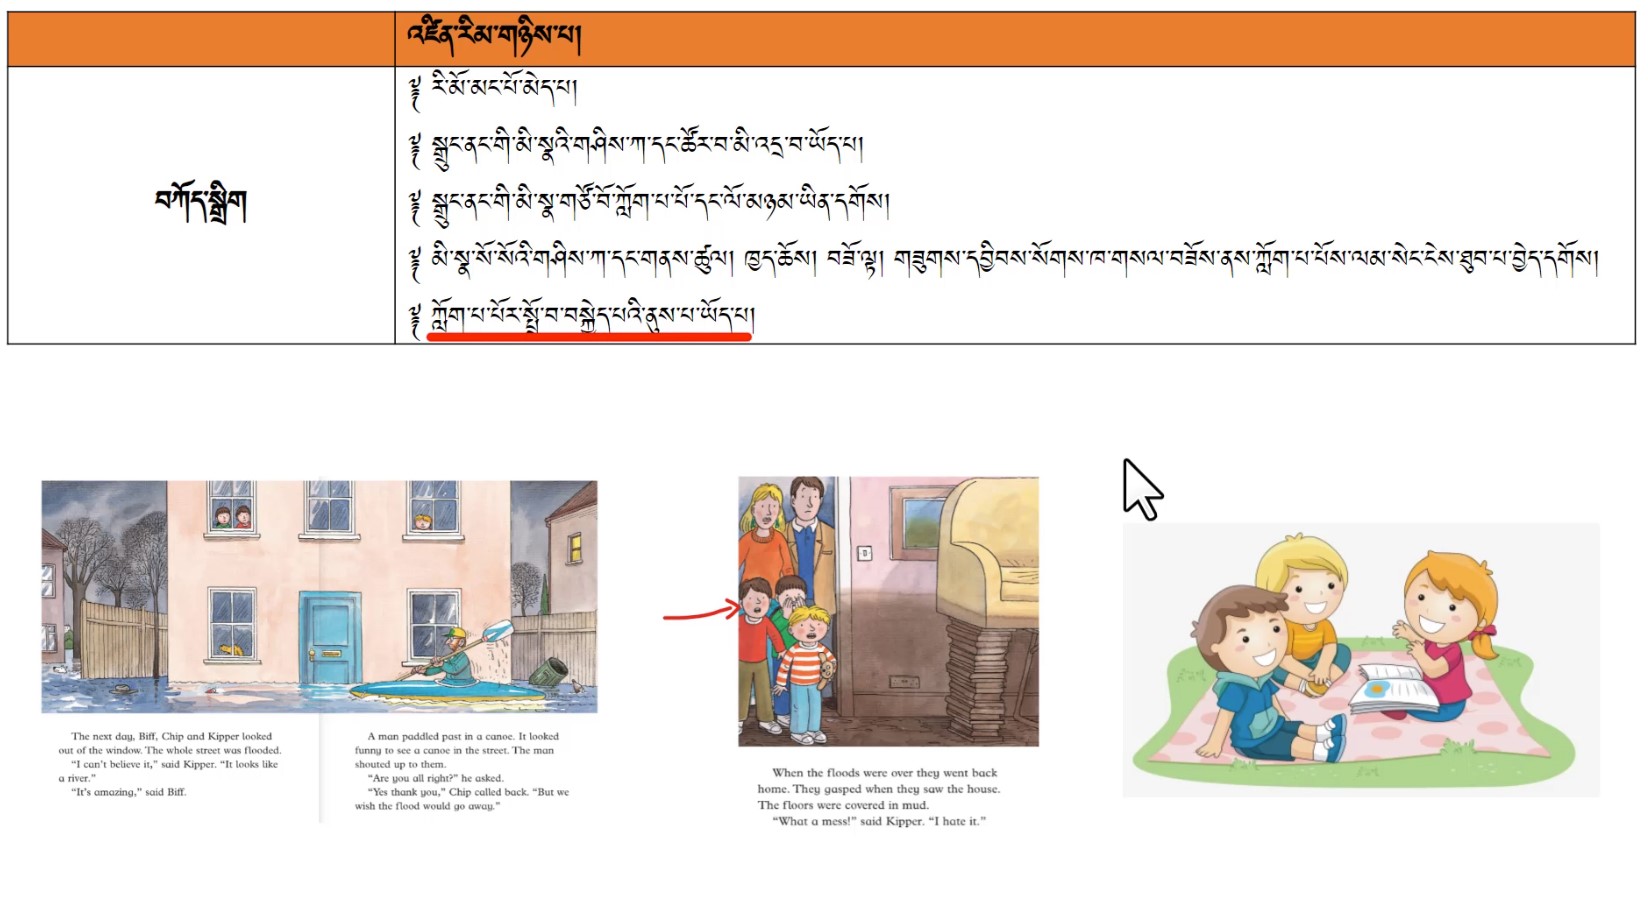 འཛིན་རིམ་གཉིས་པ།
བཀོད་སྒྲིག
༈ རི་མོ་མང་པོ་མེད་པ།
༈ སྒྲུང་ནང་གི་མི་སྣའི་གཤིས་ཀ་དང་ཚོར་བ་མི་འདྲ་བ་ཡོད་པ།
༈ སྒྲུང་ནང་གི་མི་སྣ་གཙོ་བོ་ཀློག་པ་པོ་དང་ལོ་མཉམ་ཡིན་དགོས།
༈ མི་སྣ་སོ་སོའི་གཤིས་ཀ་དང་གནས་ཚུལ། ཁྱད་ཆོས། བཟོ་ལྟ། གཟུགས་དབྱིབས་སོགས་ཁ་གསལ་བཟོས་ནས་ཀློག་པ་པོས་ལམ་སེང་ངེས་ཐུབ་པ་བྱེད་དགོས།
༈ ཀློག་པ་པོར་སྤྲོ་བ་བསྐྱེད་པའི་ནུས་པ་ཡོད་པ།
The next day, Biff, Chip and Kipper looked
out of the window. The whole street was flooded.
“I can’t believe it,” said Kipper. “It looks like
a river.”
“It’s amazing,” said Biff.
A man paddled past in a canoe. It looked
funny to see a canoe in the street. The man
shouted up to them.
“Are you all right?” he asked.
“Yes thank you,” Chip called back. “But we
wish the flood would go away.”
When the floods were over they went back
home. They gasped when they saw the house.
The floors were covered in mud.
“What a mess!” said Kipper. “I hate it.”